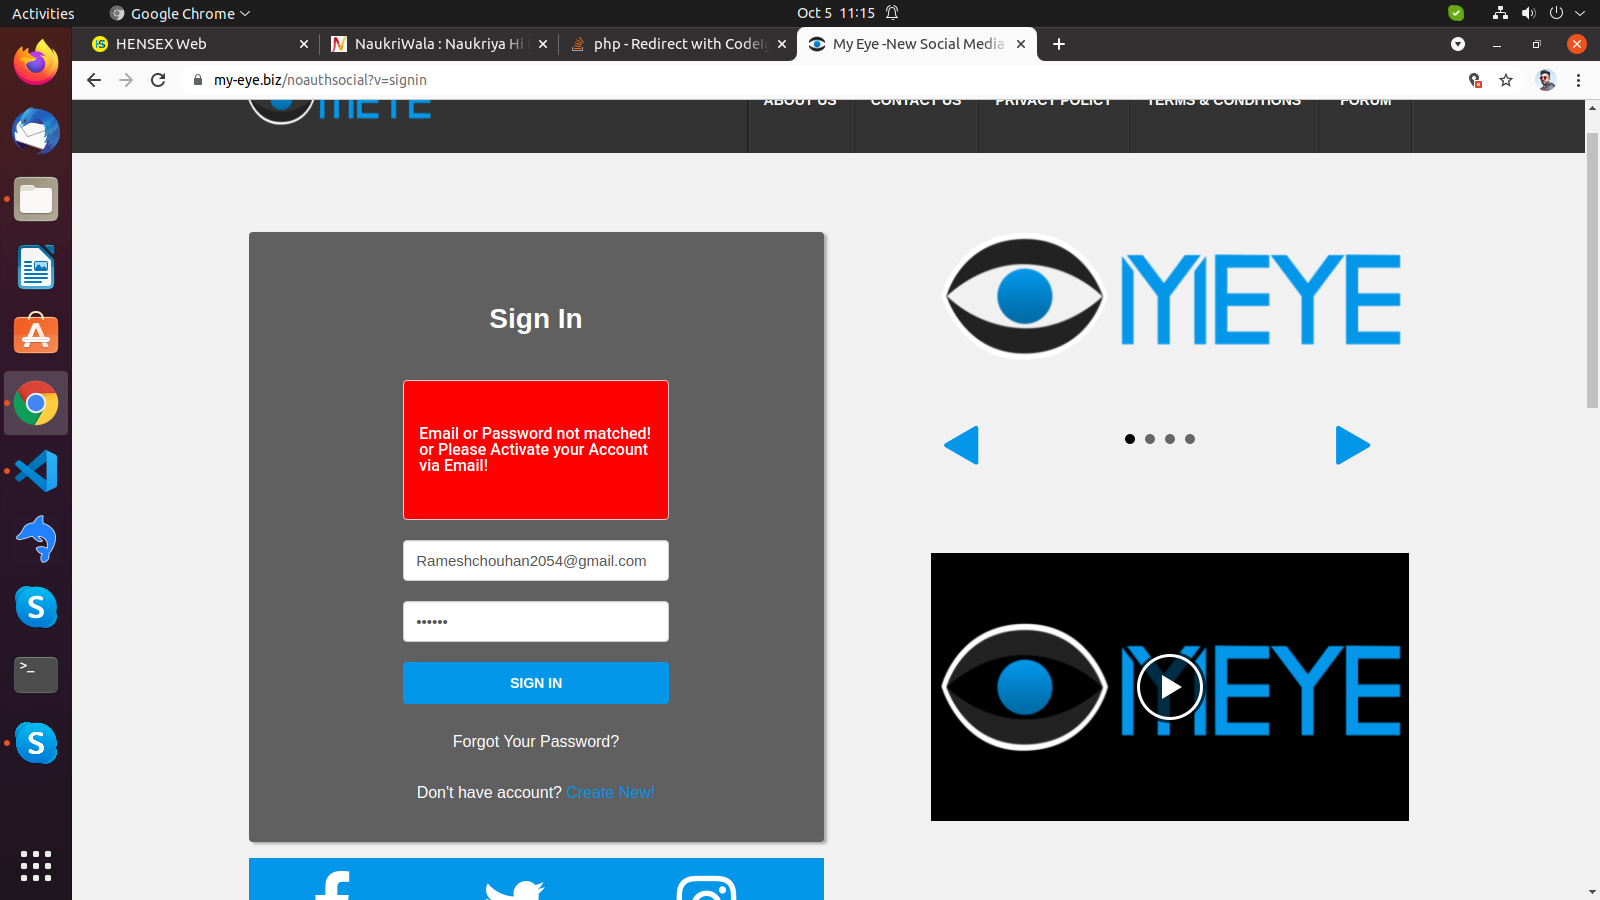 Activities
Google Chrome
Oct 5 11:15
HENSEX Web
NaukriWala : Naukriya Hi
php - Redirect with CodeIg
My Eye -New Social Media
my-eye.biz/noauthsocial?v=signin
MEYE
ABOUT US
CONTACT US
PRIVACY POLICY
TERMS & CONDITIONS
FORUM
Sign In
Email or Password not matched!
or Please Activate your Account
via Email!
Rameshchouhan2054@gmail.com
••••••
SIGN IN
Forgot Your Password?
Don't have account? Create New!
MYEYE
MYEYE